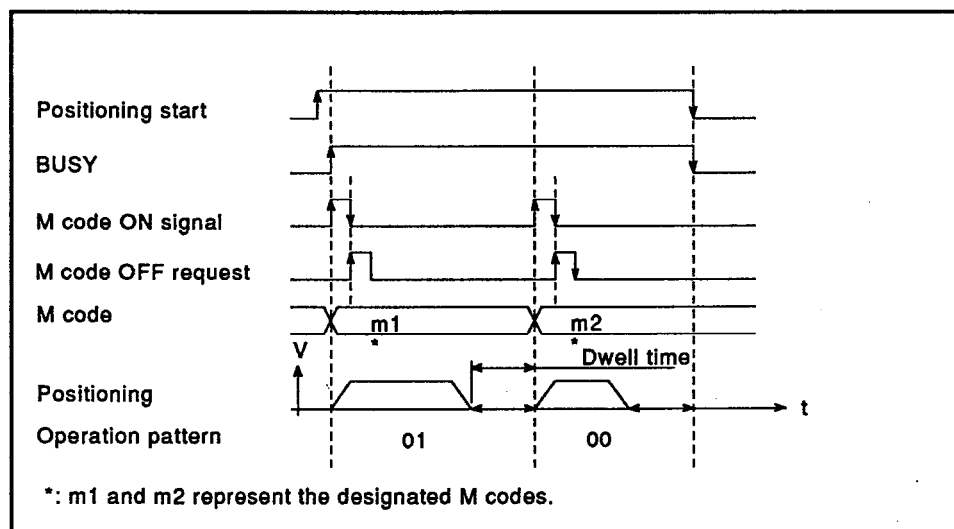 Positioning start
BUSY
M code ON signal
M code OFF request
M code
m1
*
m2
*
V
Dwell time
Positioning
t
Operation pattern
01
00
*: m1 and m2 represent the designated M codes.